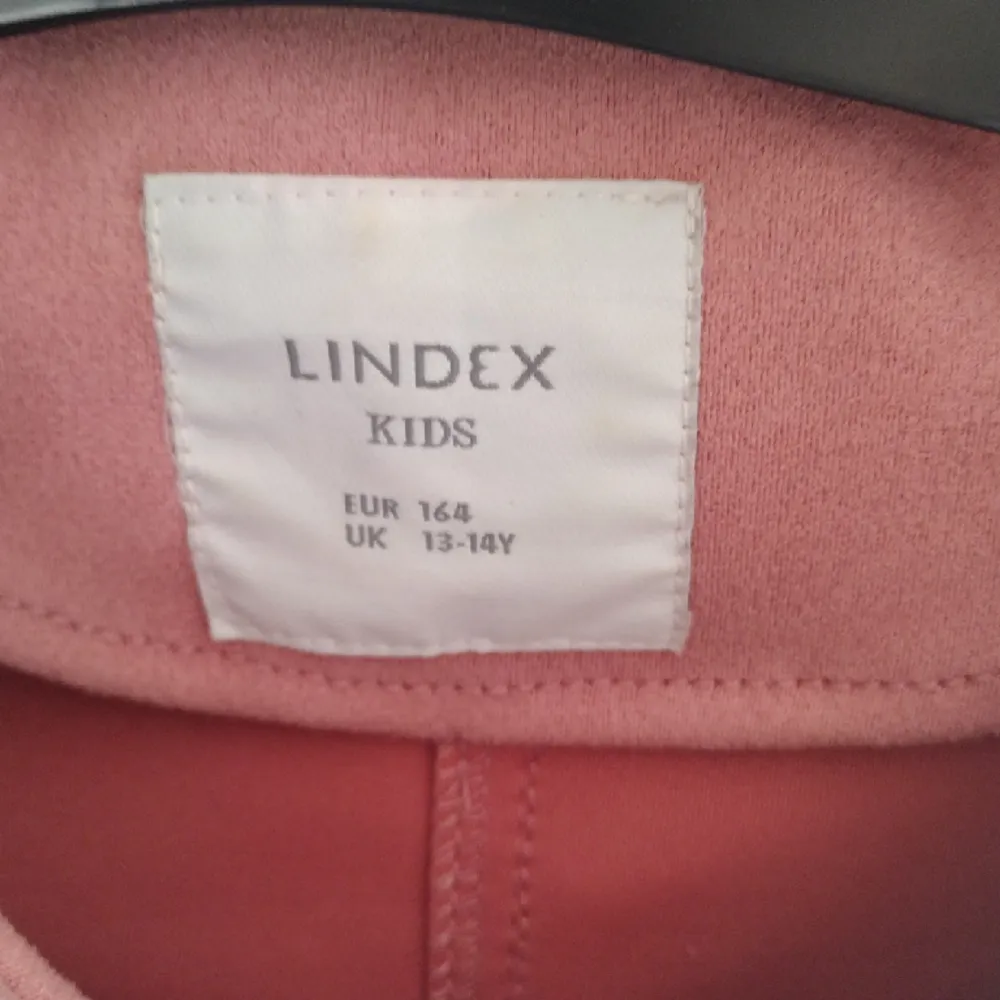 LINDEX
KIDS
EUR 164
UK 13-14Y